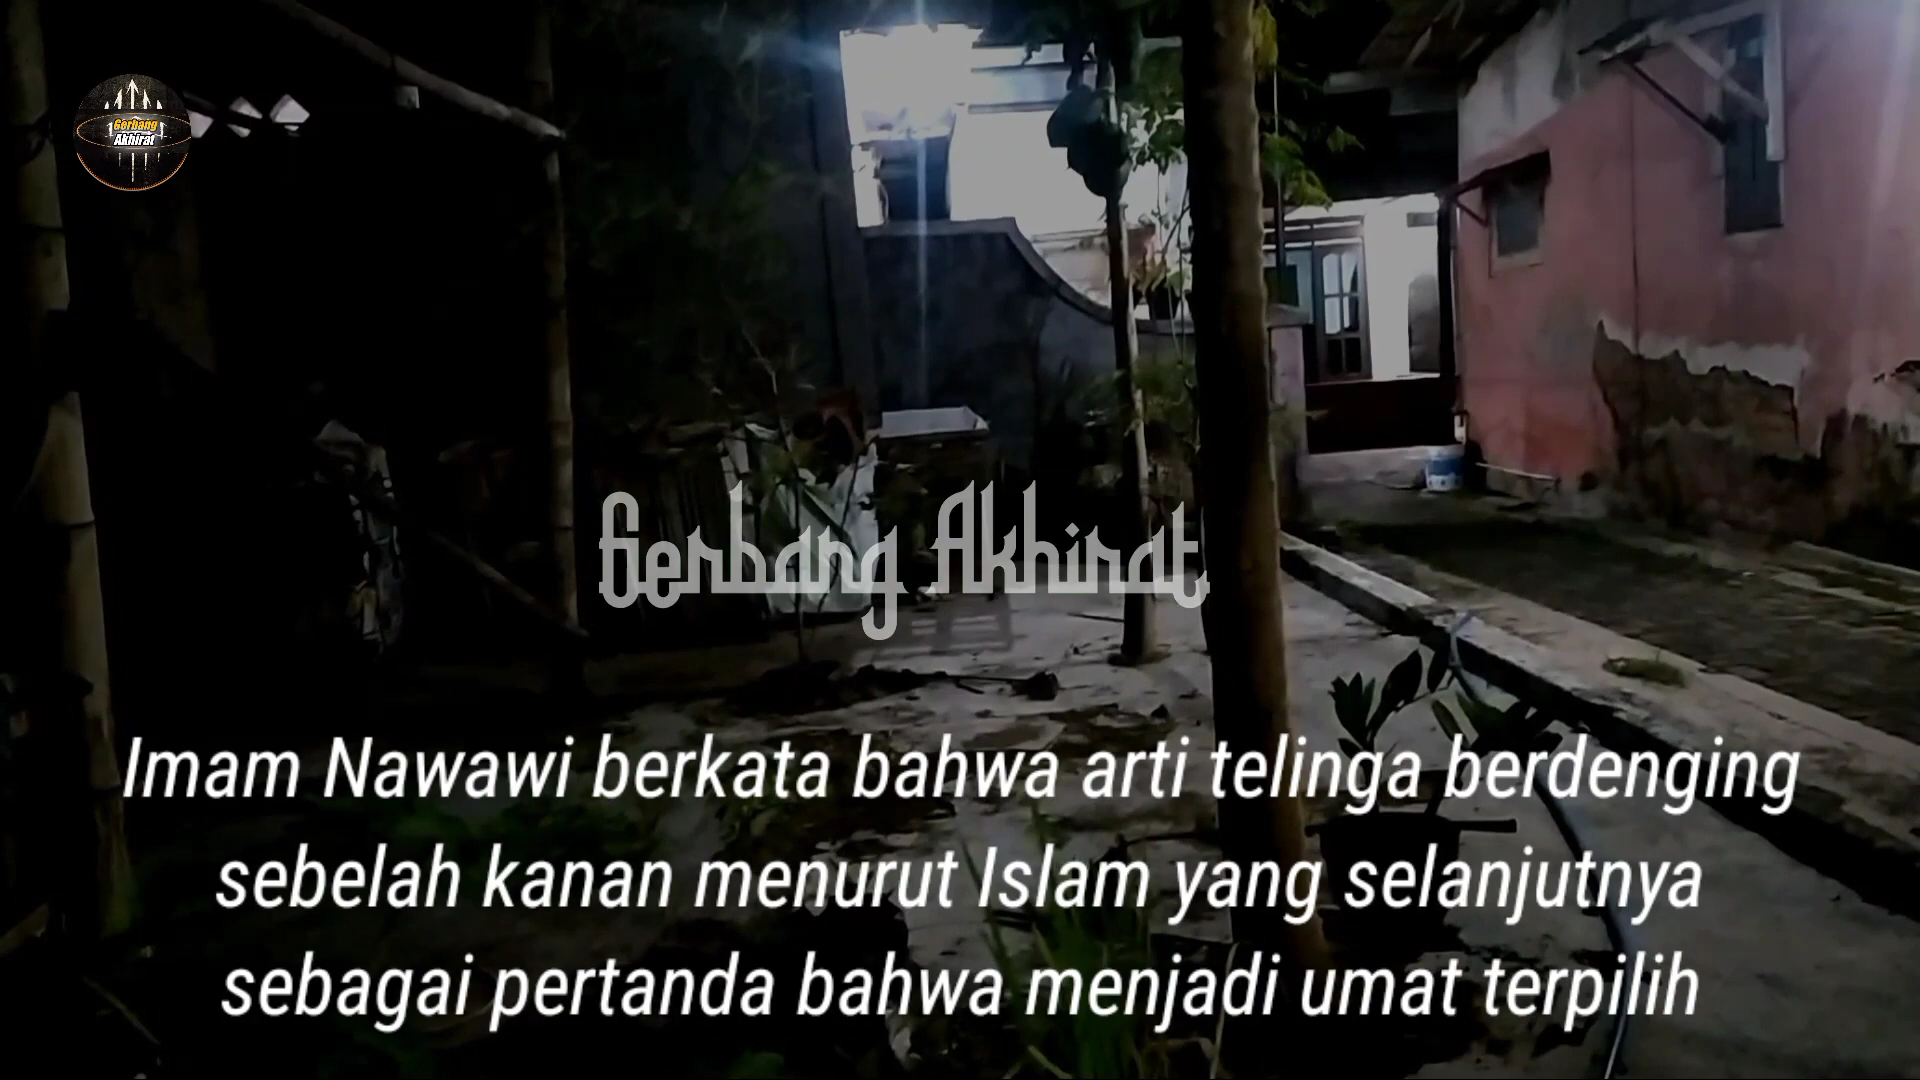 Gerbang
Akhirat
Gerbang Akhirat
Imam Nawawi berkata bahwa arti telinga berdenging
sebelah kanan menurut Islam yang selanjutnya
sebagai pertanda bahwa menjadi umat terpilih